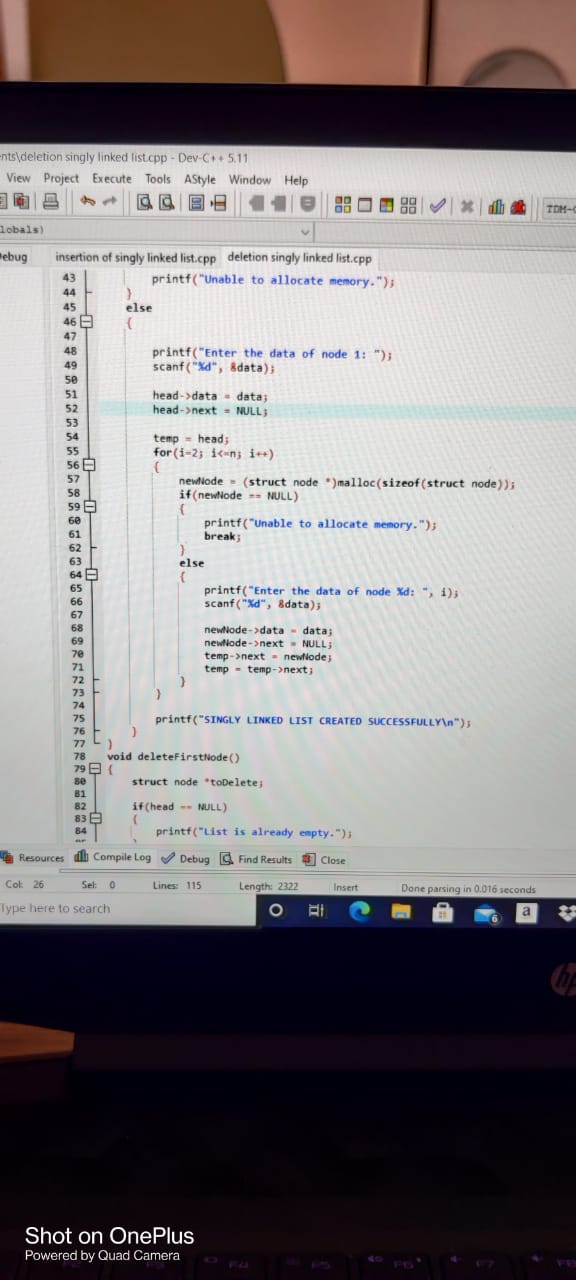 nts\deletion singly linked list.cpp - Dev-C++ 5.11
View Project Execute Tools AStyle Window Help
TDM-G
lobals)
ebug insertion of singly linked list.cpp deletion singly linked list.cpp
43 printf("Unable to allocate memory.");
44 }
45 else
46 {
47
48 printf("Enter the data of node 1: ");
49 scanf("%d", &data);
50
51 head->data = data;
52 head->next = NULL;
53
54 temp = head;
55 for(i=2; i<=n; i++)
56 {
57 newNode = (struct node *)malloc(sizeof(struct node));
58 if(newNode == NULL)
59 {
60 printf("Unable to allocate memory.");
61 break;
62 }
63 else
64 {
65 printf("Enter the data of node %d: ", i);
66 scanf("%d", &data);
67
68 newNode->data = data;
69 newNode->next = NULL;
70 temp->next = newNode;
71 temp = temp->next;
72 }
73 }
74
75 printf("SINGLY LINKED LIST CREATED SUCCESSFULLY\n");
76 }
77 }
78 void deleteFirstNode()
79 {
80 struct node *toDelete;
81
82 if(head == NULL)
83 {
84 printf("List is already empty.");
Resources Compile Log Debug Find Results Close
Col: 26 Sel: 0 Lines: 115 Length: 2322 Insert Done parsing in 0.016 seconds
Type here to search
6
a
hp
Shot on OnePlus
Powered by Quad Camera